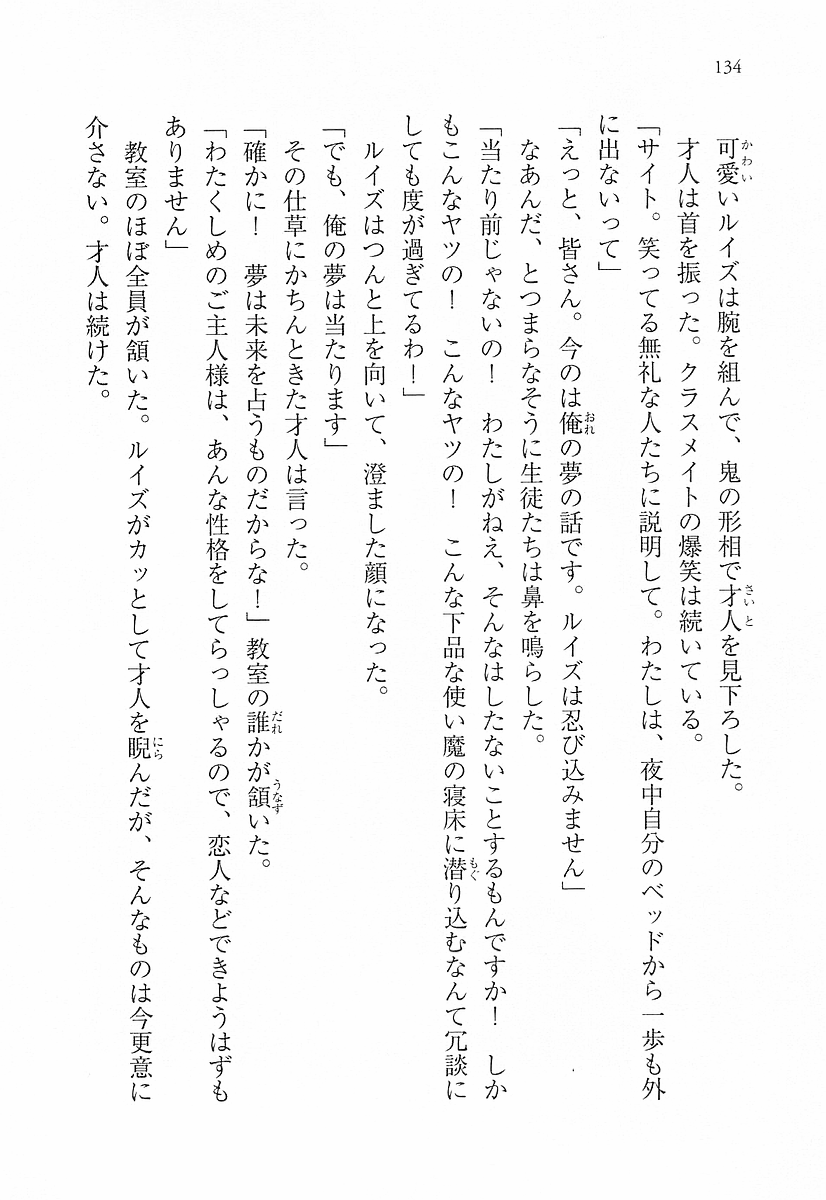 134
可愛いルイズは腕を組んで、鬼の形相で才人を見下ろした。
才人は首を振った。クラスメイトの爆笑は続いている。
「サイト。笑ってる無礼な人たちに説明して。わたしは、夜中自分のベッドから一歩も外
に出ないって」
「えっと、皆さん。今のは俺の夢の話です。ルイズは忍び込みません」
なあんだ、とつまらなそうに生徒たちは鼻を鳴らした。
「当たり前じゃないの！　わたしがねえ、そんなはしたないことするもんですか！　しか
もこんなヤツの！　こんなヤツの！　こんな下品な使い魔の寝床に潜り込むなんて冗談に
しても度が過ぎてるわ！」
ルイズはつんと上を向いて、澄ました顔になった。
「でも、俺の夢は当たります」
その仕草にかちんときた才人は言った。
「確かに！　夢は未来を占うものだからな！」教室の誰かが頷いた。
「わたくしめのご主人様は、あんな性格をしてらっしゃるので、恋人などできようはずも
ありません」
教室のほぼ全員が頷いた。ルイズがカッとして才人を睨んだが、そんなものは今更意に
介さない。才人は続けた。